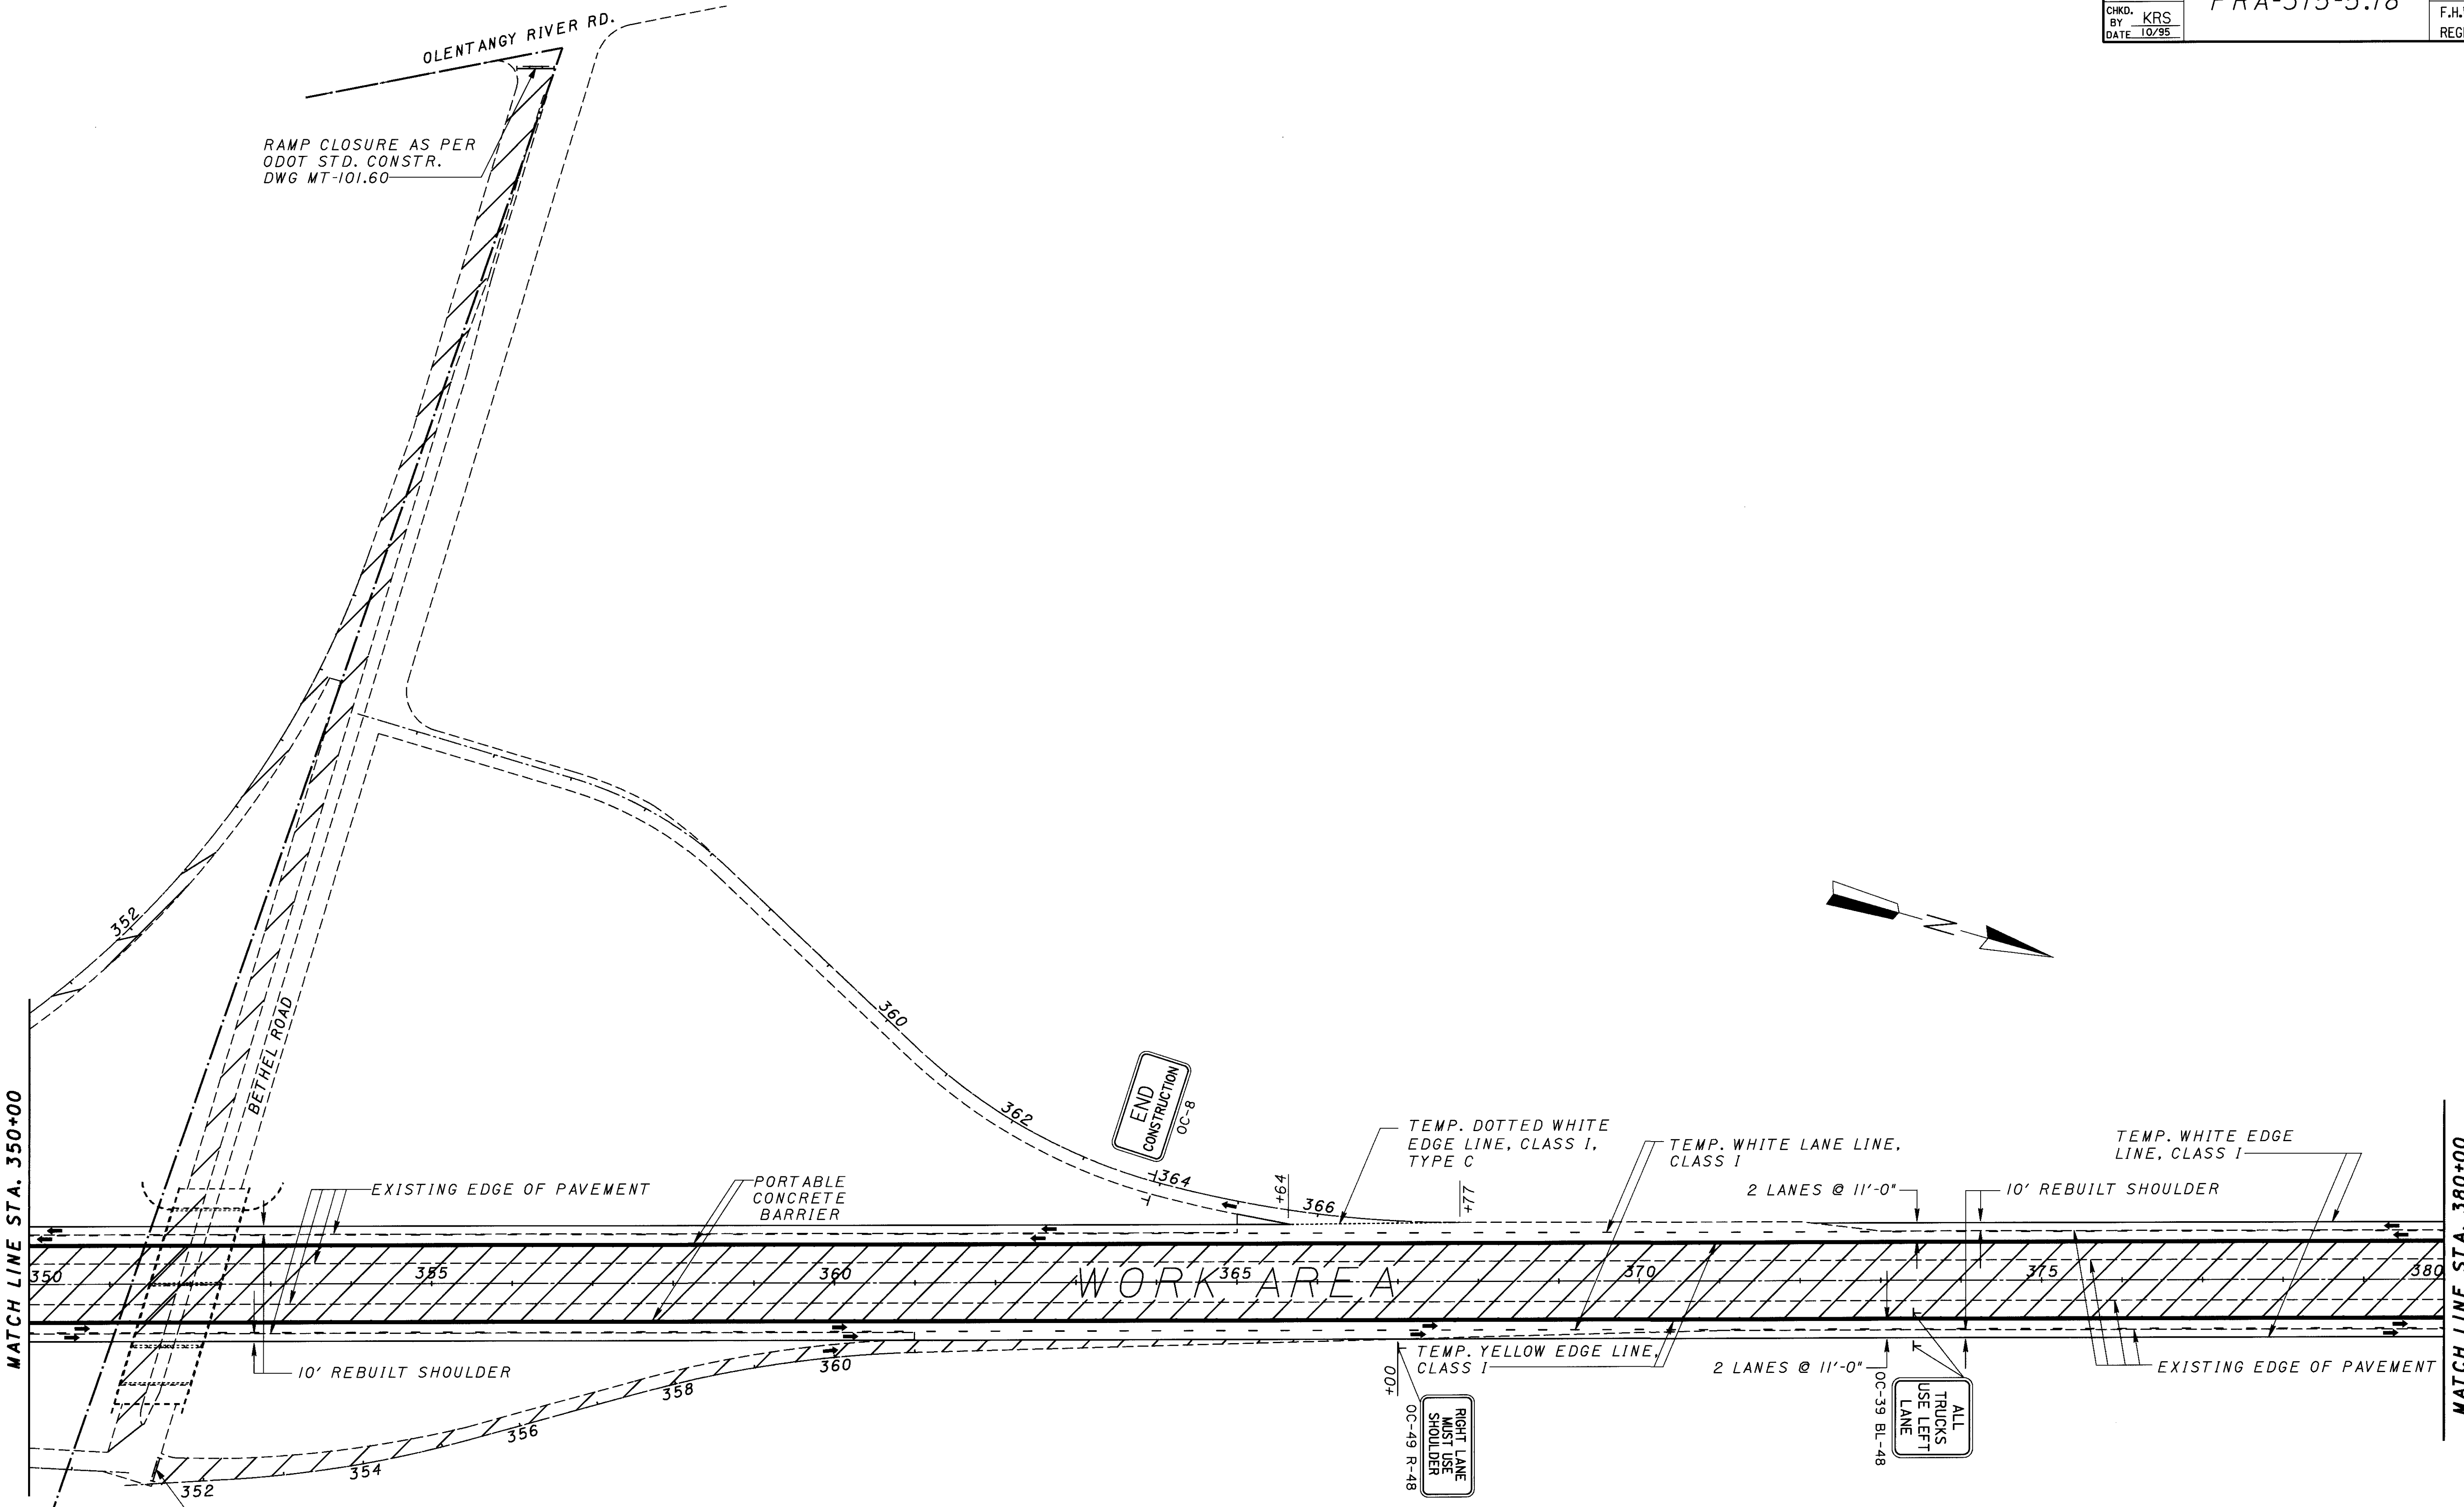 CHKD.
BY KRS
DATE 10/95
F.H.
REG
OLENTANGY RIVER RD.
RAMP CLOSURE AS PER
ODOT STD. CONSTR.
DWG MT-101.60
352
BETHEL ROAD
360
362
364
366
END
CONSTRUCTION
OC-8
+64
+77
TEMP. DOTTED WHITE
EDGE LINE, CLASS I,
TYPE C
TEMP. WHITE LANE LINE,
CLASS I
TEMP. WHITE EDGE
LINE, CLASS I
2 LANES @ 11'-0"
10' REBUILT SHOULDER
EXISTING EDGE OF PAVEMENT
PORTABLE
CONCRETE
BARRIER
N
MATCH LINE STA. 350+00
MATCH LINE STA. 380+00
350
355
360
365
370
375
380
WORK AREA
10' REBUILT SHOULDER
TEMP. YELLOW EDGE LINE,
CLASS I
2 LANES @ 11'-0"
EXISTING EDGE OF PAVEMENT
+00
OC-49 R-48
RIGHT LANE
MUST USE
SHOULDER
OC-39 BL-48
ALL
TRUCKS
USE LEFT
LANE
352
354
356
358
360